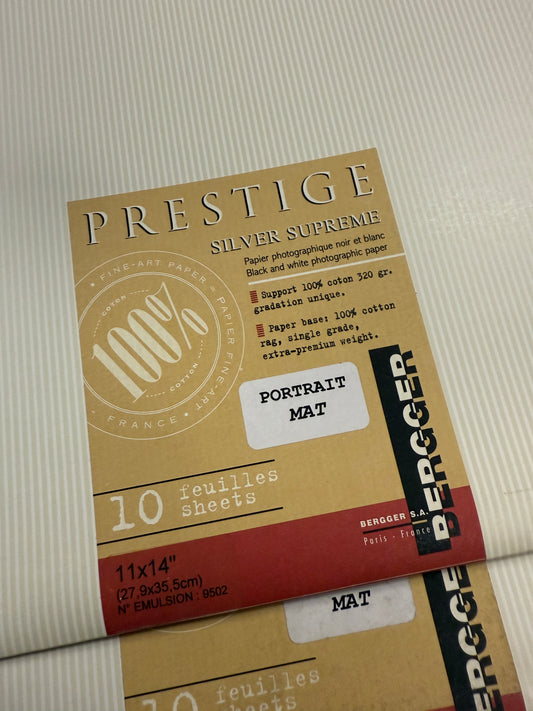 PRESTIGE
SILVER SUPREME
Papier photographique noir et blanc
Black and white photographic paper
Support 100% coton 320 gr.
gradation unique.
Paper base: 100% cotton
rag, single grade,
extra-premium weight.
FINE-ART PAPER = PAPIER FINE-ART
FRANCE
COTON
100%
COTTON
PORTRAIT
MAT
BERGGER
10 feuilles
sheets
BERGGER S.A.
Paris - France
11x14"
(27,9x35,5cm)
N° EMULSION : 9502
MAT
BERGGER
10 feuilles
sheets